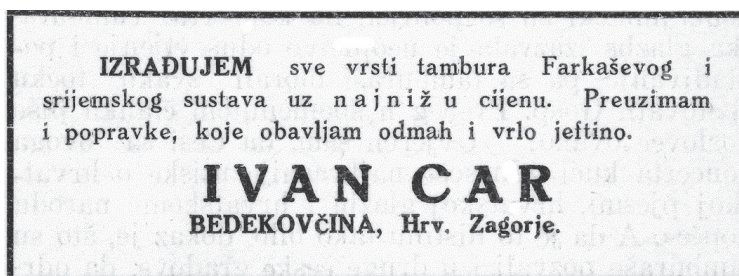 IZRAĐUJEM sve vrsti tambura Farkaševog i
srijemskog sustava uz najnižu cijenu. Preuzimam
i popravke, koje obavljam odmah i vrlo jeftino.
IVAN CAR
BEDEKOVčINA, Hrv. Zagorje.